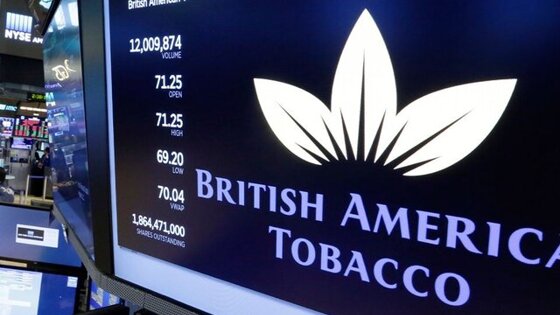 NYSE
British American
12,009,874
VOLUME
71.25
OPEN
71.25
HIGH
69.20
LOW
70.04
VWAP
1,864,471,000
SHARES OUTSTANDING
BRITISH AMERICA
TOBACCO